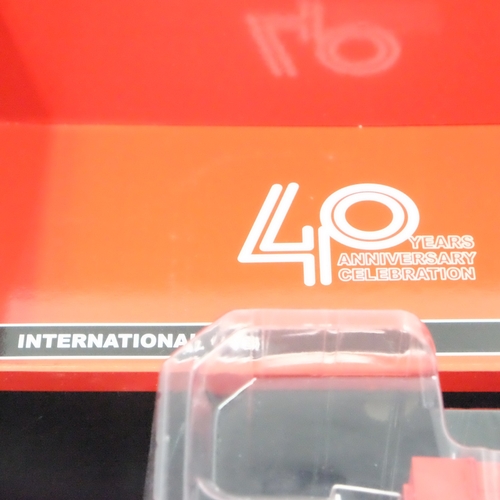 40
YEARS
ANNIVERSARY
CELEBRATION
INTERNATIONAL